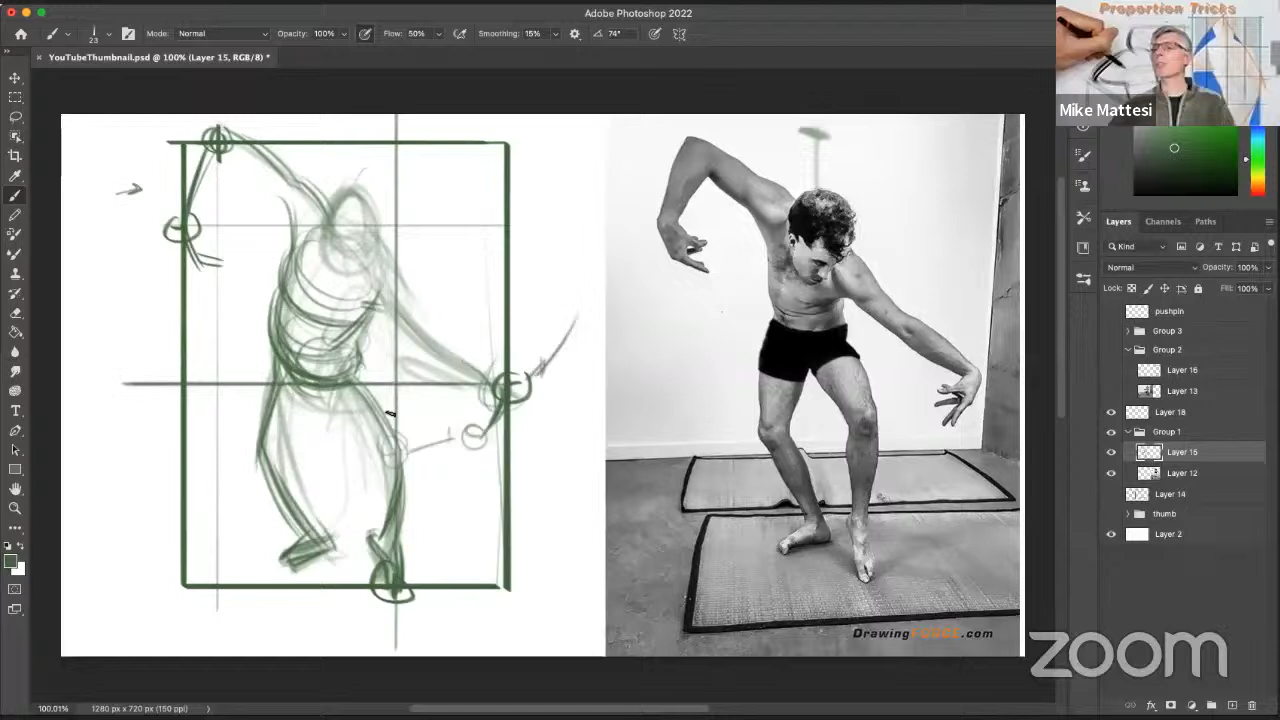 Adobe Photoshop 2022
Proportion Tricks
Mike Mattesi
23
Mode: Normal
Opacity: 100%
Flow: 50%
Smoothing: 15%
74°
YouTubeThumbnail.psd @ 100% (Layer 15, RGB/8) *
Layers
Channels
Paths
Kind
Normal
Opacity: 100%
Lock:
Fill: 100%
pushpin
Group 3
Group 2
Layer 16
Layer 13
Layer 18
Group 1
Layer 15
Layer 12
Layer 14
thumb
Layer 2
DrawingFORCE.com
zoom
100.01%
1280 px x 720 px (150 ppi)
fx